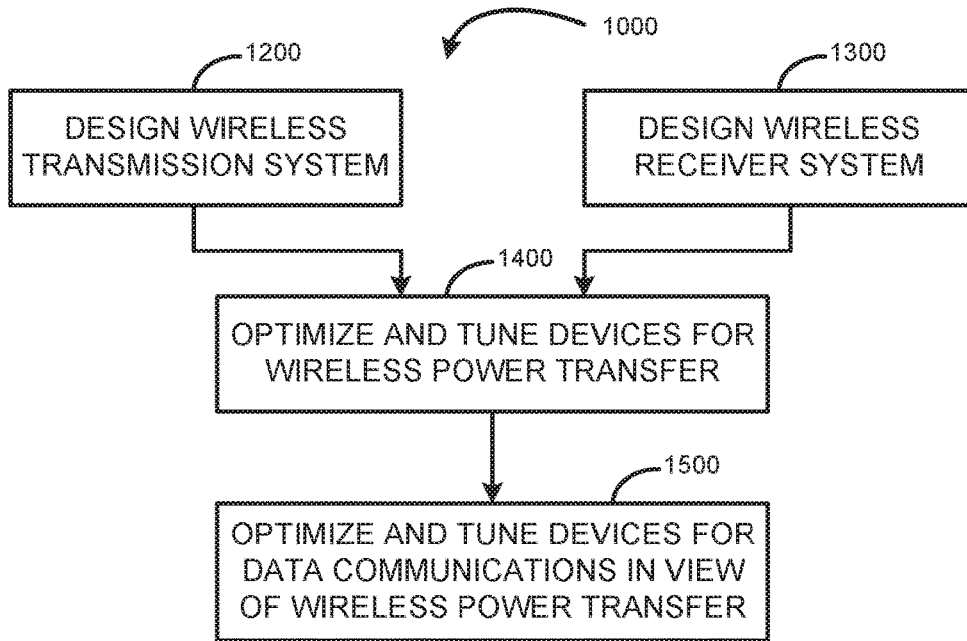 1000
1200
1300
DESIGN WIRELESS
TRANSMISSION SYSTEM
DESIGN WIRELESS
RECEIVER SYSTEM
1400
OPTIMIZE AND TUNE DEVICES FOR
WIRELESS POWER TRANSFER
1500
OPTIMIZE AND TUNE DEVICES FOR
DATA COMMUNICATIONS IN VIEW
OF WIRELESS POWER TRANSFER